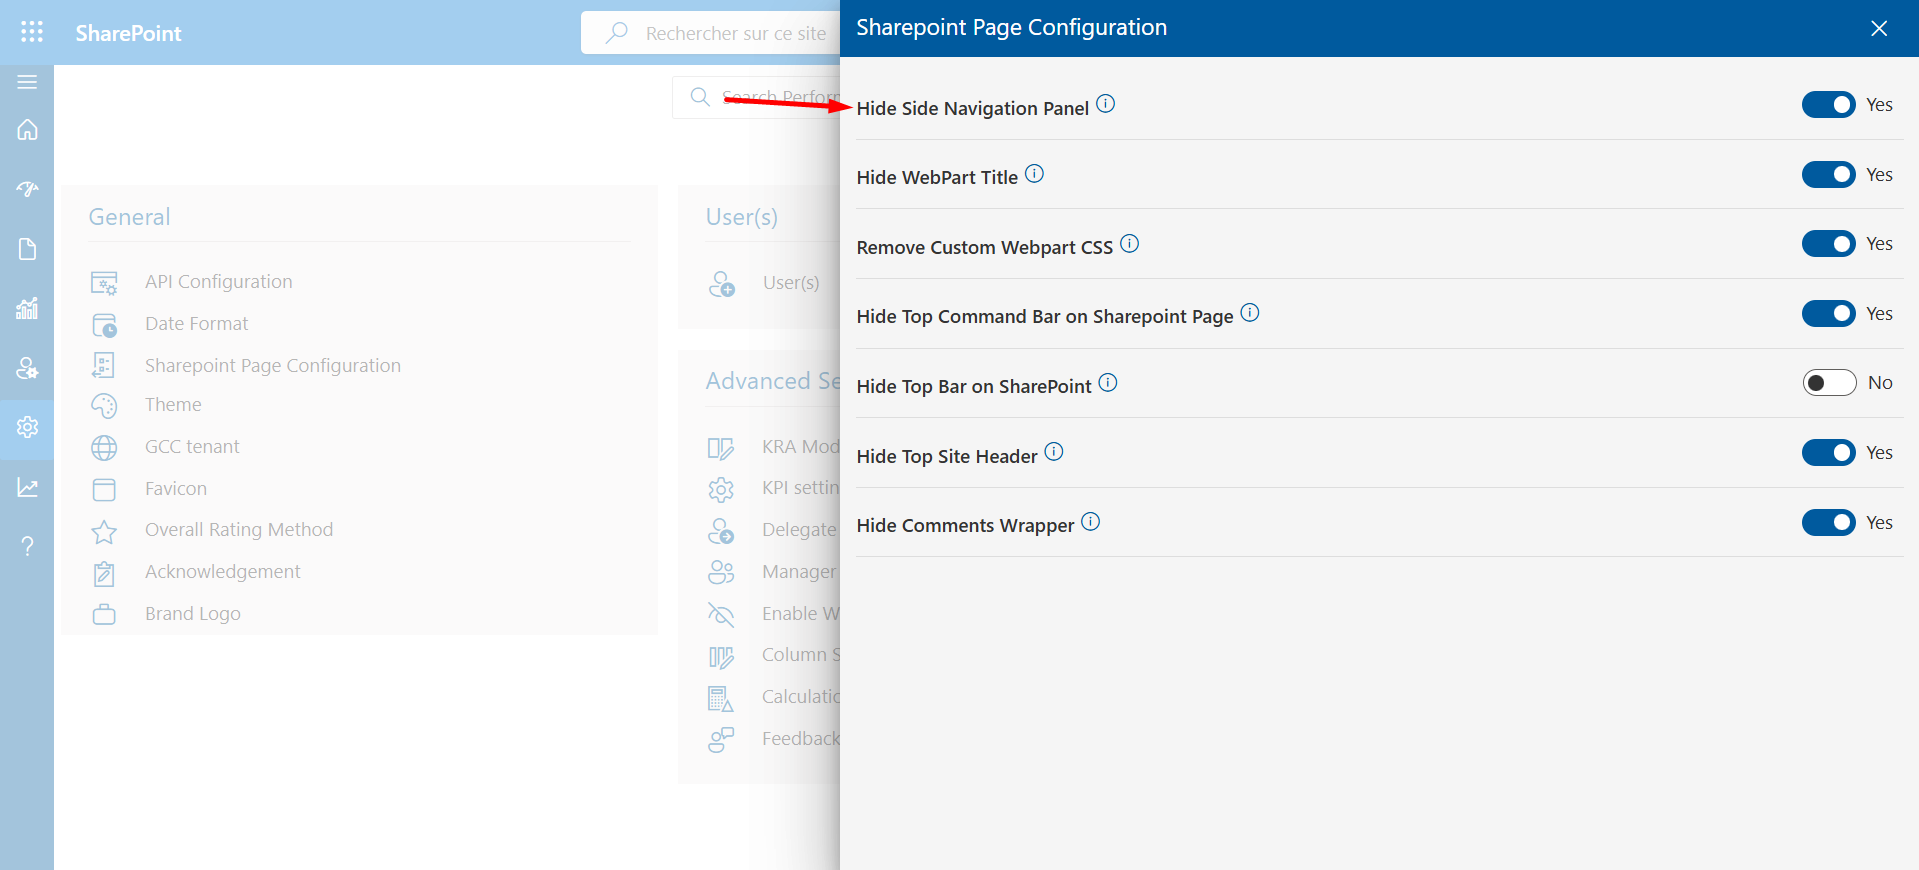 SharePoint
Rechercher sur ce site
Search Perfor
General
API Configuration
Date Format
Sharepoint Page Configuration
Theme
GCC tenant
Favicon
Overall Rating Method
Acknowledgement
Brand Logo
User(s)
User(s)
Advanced Se
KRA Mod
KPI settin
Delegate
Manager
Enable W
Column S
Calculatic
Feedback
Sharepoint Page Configuration
Hide Side Navigation Panel Yes
Hide WebPart Title Yes
Remove Custom Webpart CSS Yes
Hide Top Command Bar on Sharepoint Page Yes
Hide Top Bar on SharePoint No
Hide Top Site Header Yes
Hide Comments Wrapper Yes